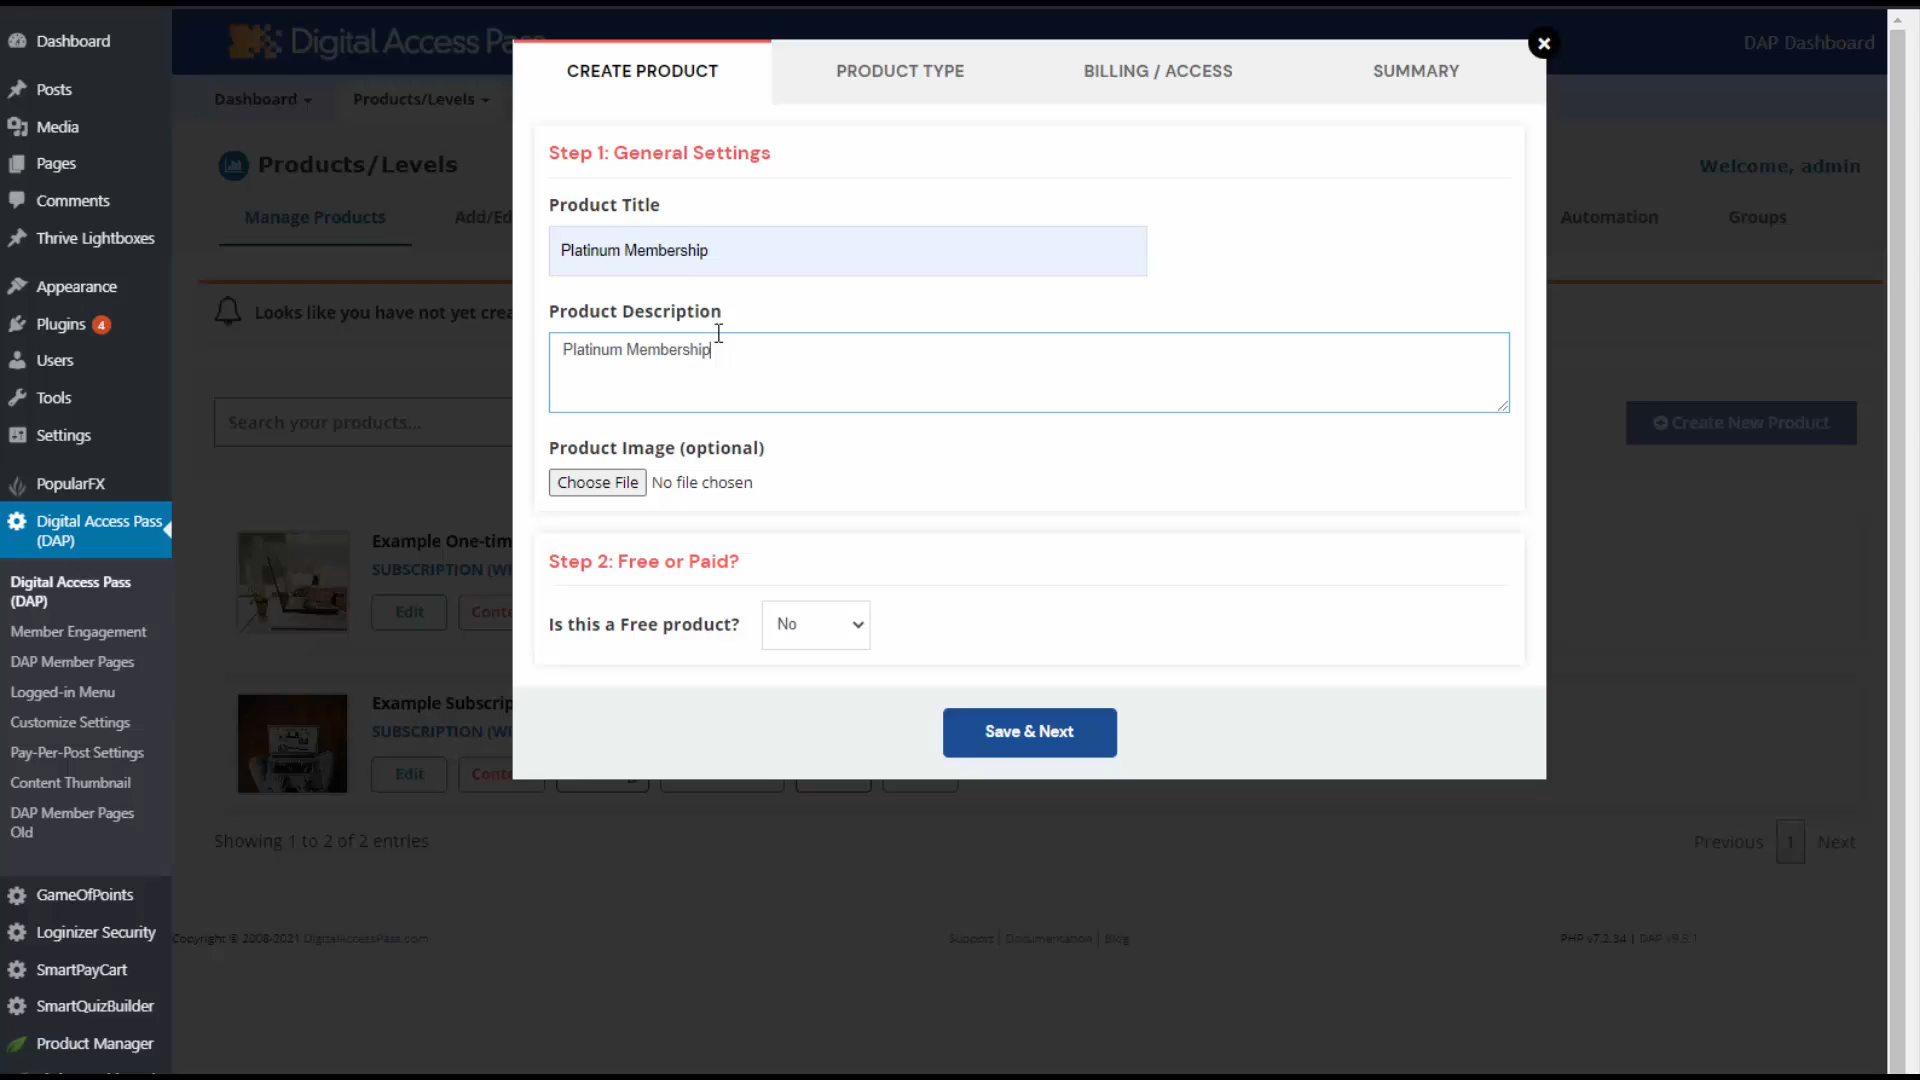 Dashboard
Posts
Media
Pages
Comments
Thrive Lightboxes
Appearance
Plugins 4
Users
Tools
Settings
PopularFX
Digital Access Pass
(DAP)
Digital Access Pass
(DAP)
Member Engagement
DAP Member Pages
Logged-in Menu
Customize Settings
Pay-Per-Post Settings
Content Thumbnail
DAP Member Pages
Old
GameOfPoints
Loginizer Security
SmartPayCart
SmartQuizBuilder
Product Manager
Digital Access Pa
DAP Dashboard
Dashboard
Products/Levels
Products/Levels
Welcome, admin
Manage Products
Add/Ed
Automation
Groups
Looks like you have not yet crea
Search your products...
Create New Product
Example One-tim
SUBSCRIPTION (WI
Edit
Conte
Example Subscrip
SUBSCRIPTION (WI
Edit
Conte
Showing 1 to 2 of 2 entries
Previous 1 Next
Copyright © 2008-2021 DigitalAccessPass.com
Support | Documentation | Blog
PHP v7.2.34 | DAP v9.5.1
CREATE PRODUCT
PRODUCT TYPE
BILLING / ACCESS
SUMMARY
Step 1: General Settings
Product Title
Platinum Membership
Product Description
Platinum Membership
Product Image (optional)
Choose File No file chosen
Step 2: Free or Paid?
Is this a Free product? No
Save & Next